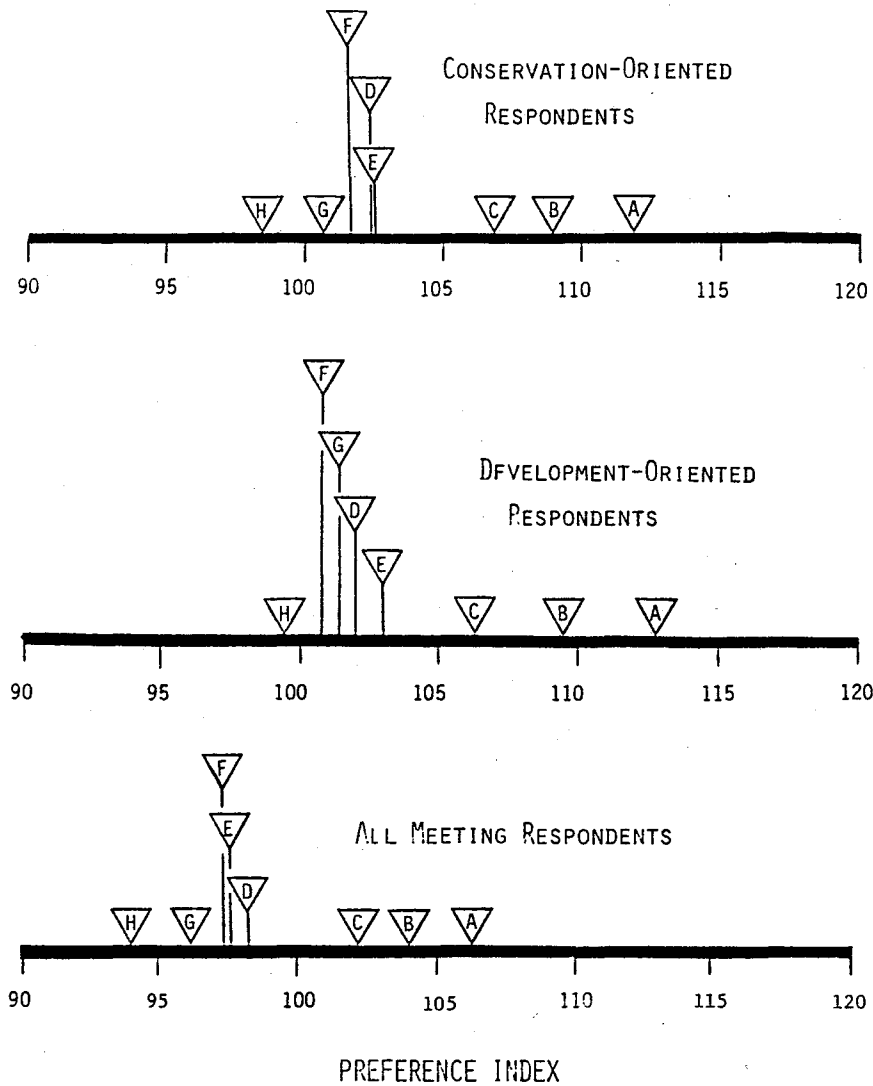 F
CONSERVATION-ORIENTED
D
RESPONDENTS
E
H G C B A
90 95 100 105 110 115 120
F
G
DFVELOPMENT-ORIENTED
D
RESPONDENTS
E
H C B A
90 95 100 105 110 115 120
F
E
ALL MEETING RESPONDENTS
D
H G C B A
90 95 100 105 110 115 120
PREFERENCE INDEX